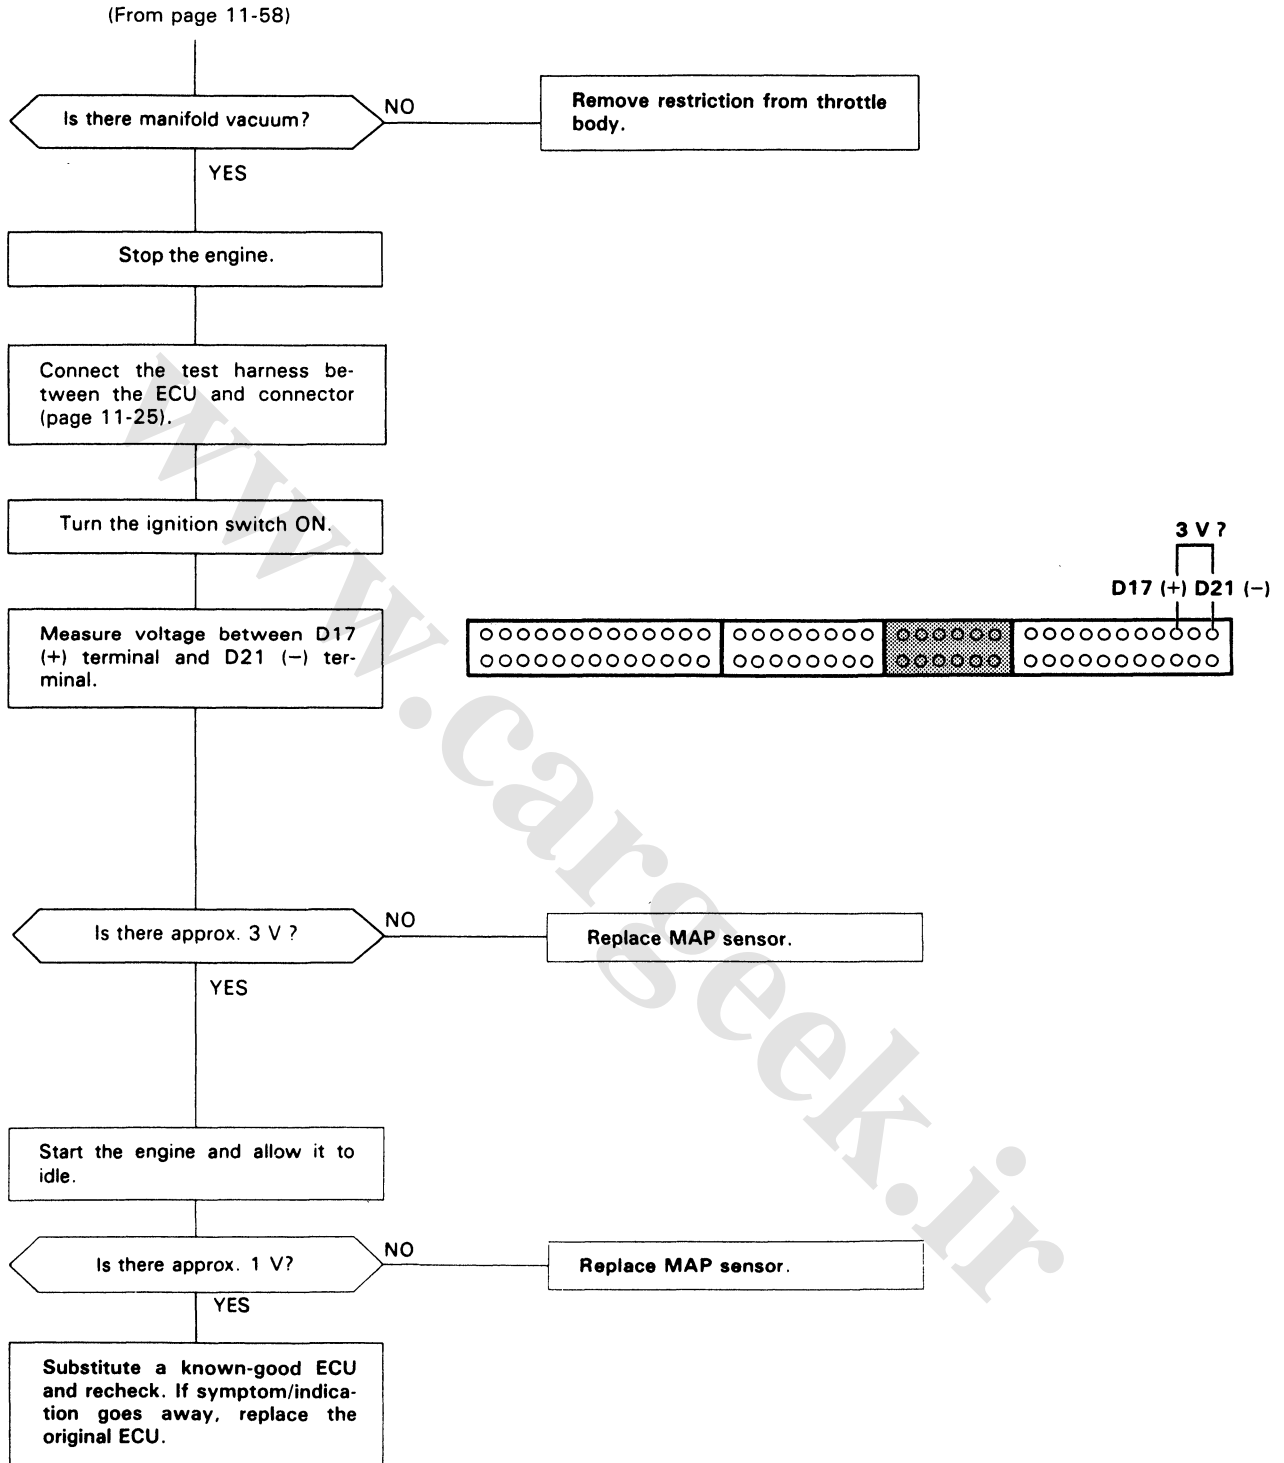 (From page 11-58)
Is there manifold vacuum?
NO
Remove restriction from throttle
body.
YES
Stop the engine.
Connect the test harness be-
tween the ECU and connector
(page 11-25).
Turn the ignition switch ON.
3 V ?
D17 (+) D21 (−)
Measure voltage between D17
(+) terminal and D21 (−) ter-
minal.
Is there approx. 3 V ?
NO
Replace MAP sensor.
YES
Start the engine and allow it to
idle.
Is there approx. 1 V?
NO
Replace MAP sensor.
YES
Substitute a known-good ECU
and recheck. If symptom/indica-
tion goes away, replace the
original ECU.
www.cargeek.ir